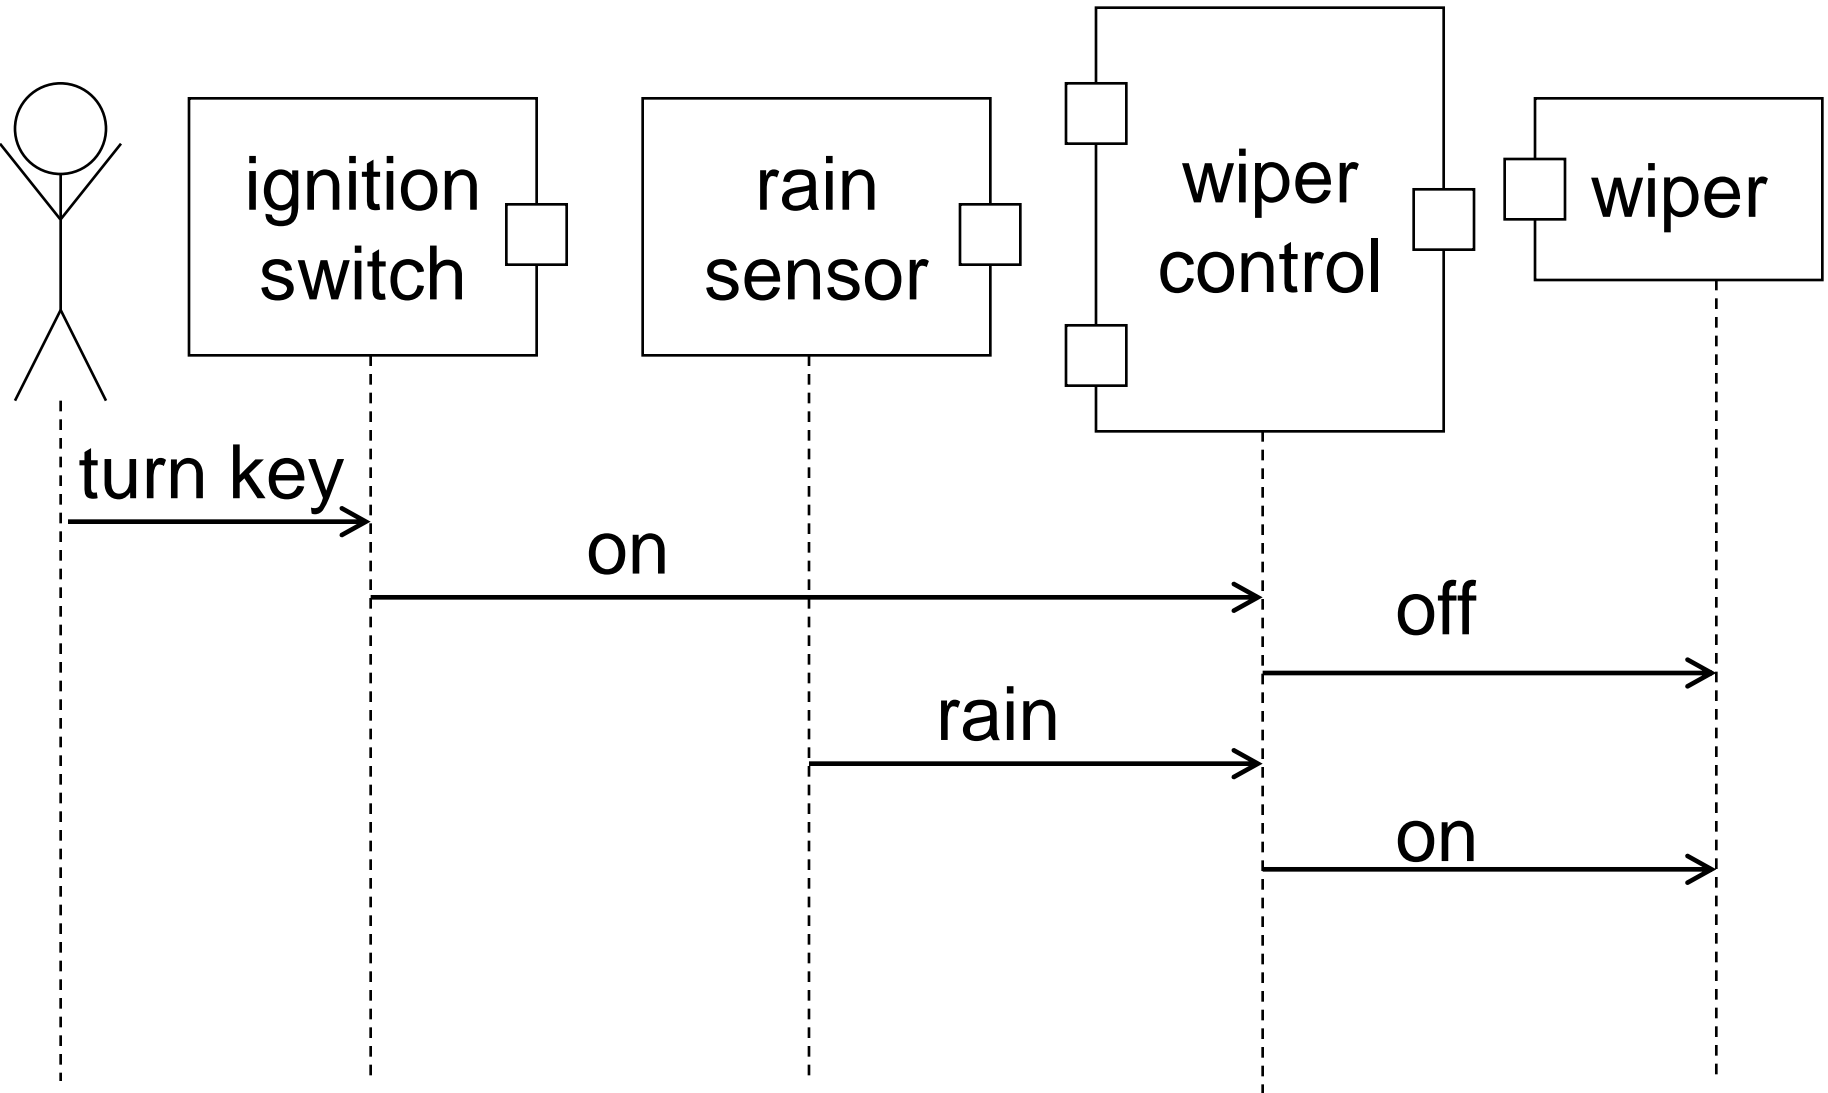 ignition
switch
rain
sensor
wiper
control
wiper
turn key
on
off
rain
on